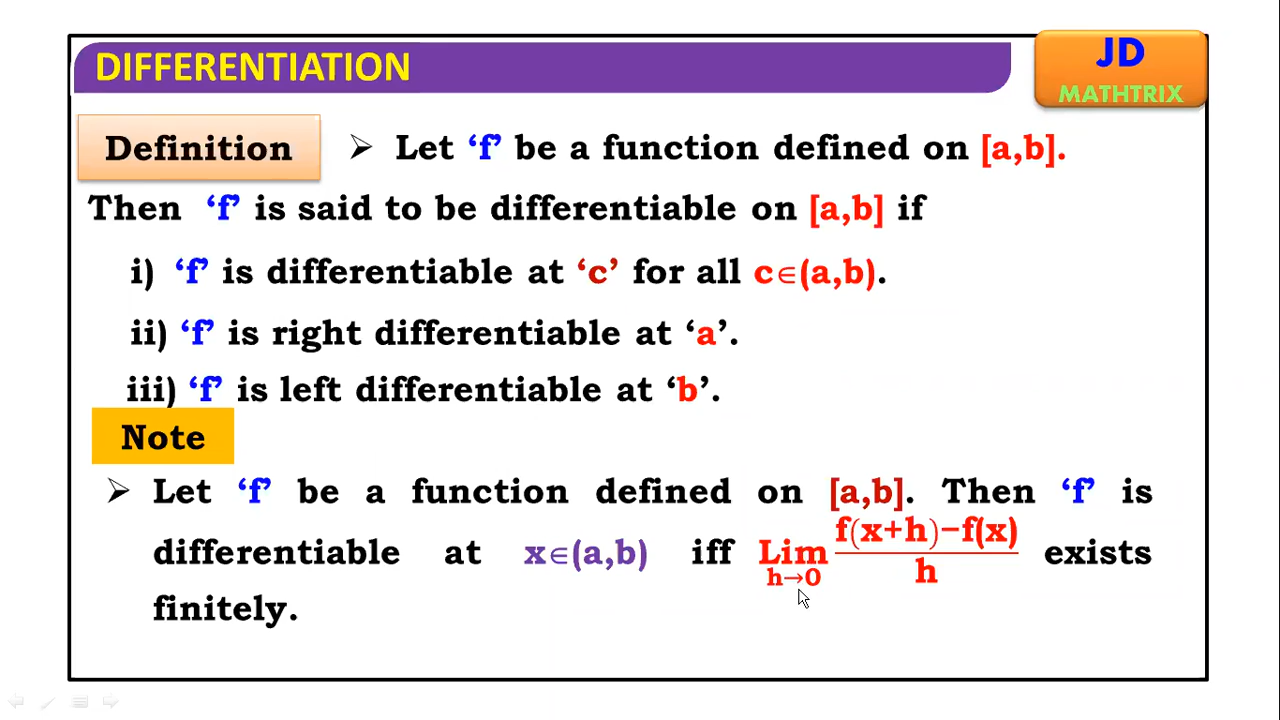 DIFFERENTIATION
JD
MATHTRIX
Definition
➢ Let ‘f’ be a function defined on [a,b].
Then ‘f’ is said to be differentiable on [a,b] if
i) ‘f’ is differentiable at ‘c’ for all c∈(a,b).
ii) ‘f’ is right differentiable at ‘a’.
iii) ‘f’ is left differentiable at ‘b’.
Note
➢ Let ‘f’ be a function defined on [a,b]. Then ‘f’ is
differentiable at x∈(a,b) iff Lim h→0 f(x+h)−f(x) / h exists
finitely.